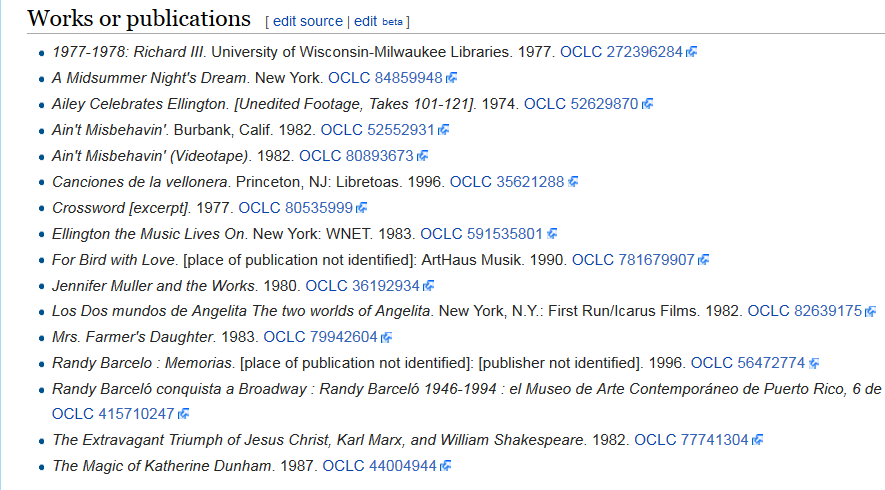 Works or publications [ edit source | edit beta ]
1977-1978: Richard III. University of Wisconsin-Milwaukee Libraries. 1977. OCLC 272396284
A Midsummer Night's Dream. New York. OCLC 84859948
Ailey Celebrates Ellington. [Unedited Footage, Takes 101-121]. 1974. OCLC 52629870
Ain't Misbehavin'. Burbank, Calif. 1982. OCLC 52552931
Ain't Misbehavin' (Videotape). 1982. OCLC 80893673
Canciones de la vellonera. Princeton, NJ: Libretoas. 1996. OCLC 35621288
Crossword [excerpt]. 1977. OCLC 80535999
Ellington the Music Lives On. New York: WNET. 1983. OCLC 591535801
For Bird with Love. [place of publication not identified]: ArtHaus Musik. 1990. OCLC 781679907
Jennifer Muller and the Works. 1980. OCLC 36192934
Los Dos mundos de Angelita The two worlds of Angelita. New York, N.Y.: First Run/Icarus Films. 1982. OCLC 82639175
Mrs. Farmer's Daughter. 1983. OCLC 79942604
Randy Barcelo : Memorias. [place of publication not identified]: [publisher not identified]. 1996. OCLC 56472774
Randy Barceló conquista a Broadway : Randy Barceló 1946-1994 : el Museo de Arte Contemporáneo de Puerto Rico, 6 de
OCLC 415710247
The Extravagant Triumph of Jesus Christ, Karl Marx, and William Shakespeare. 1982. OCLC 77741304
The Magic of Katherine Dunham. 1987. OCLC 44004944